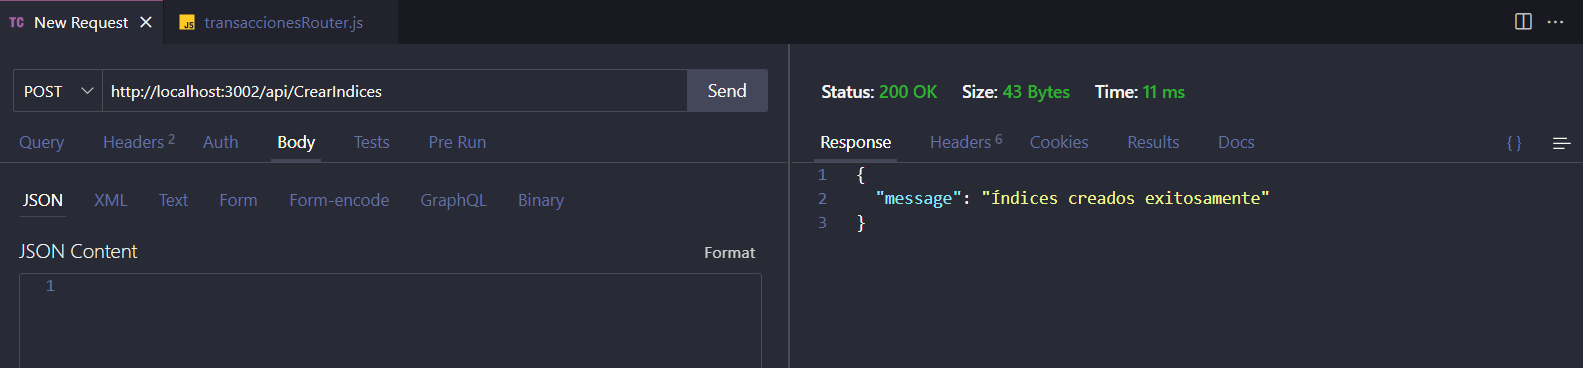 TC New Request × JS transaccionesRouter.js ...
POST http://localhost:3002/api/CrearIndices Send
Query Headers 2 Auth Body Tests Pre Run
JSON XML Text Form Form-encode GraphQL Binary
JSON Content Format
1
Status: 200 OK Size: 43 Bytes Time: 11 ms
Response Headers 6 Cookies Results Docs { }
1 {
2 "message": "Índices creados exitosamente"
3 }